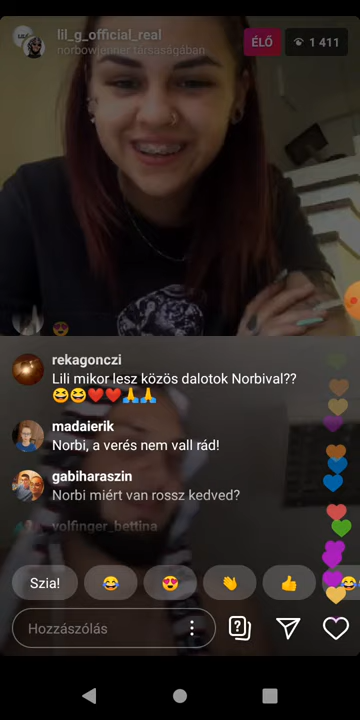 lil_g_official_real
norbowjenner társaságában
ÉLŐ
1 411
rekagonczi
Lili mikor lesz közös dalotok Norbival??
😆😆❤️❤️🙏🙏
madaierik
Norbi, a verés nem vall rád!
gabiharaszin
Norbi miért van rossz kedved?
volfinger_bettina
Szia!
Hozzászólás